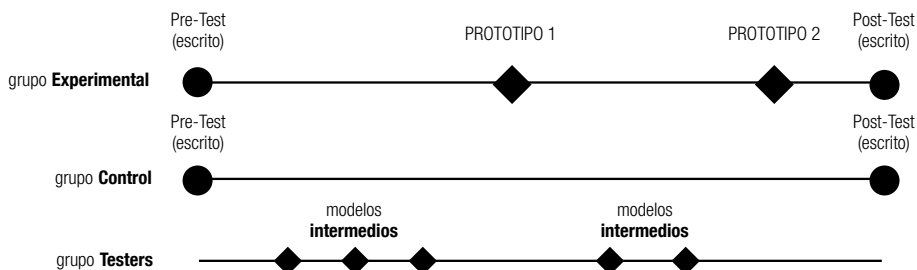 Pre-Test
(escrito)
PROTOTIPO 1
PROTOTIPO 2
Post-Test
(escrito)
grupo Experimental
Pre-Test
(escrito)
Post-Test
(escrito)
grupo Control
modelos
intermedios
modelos
intermedios
grupo Testers